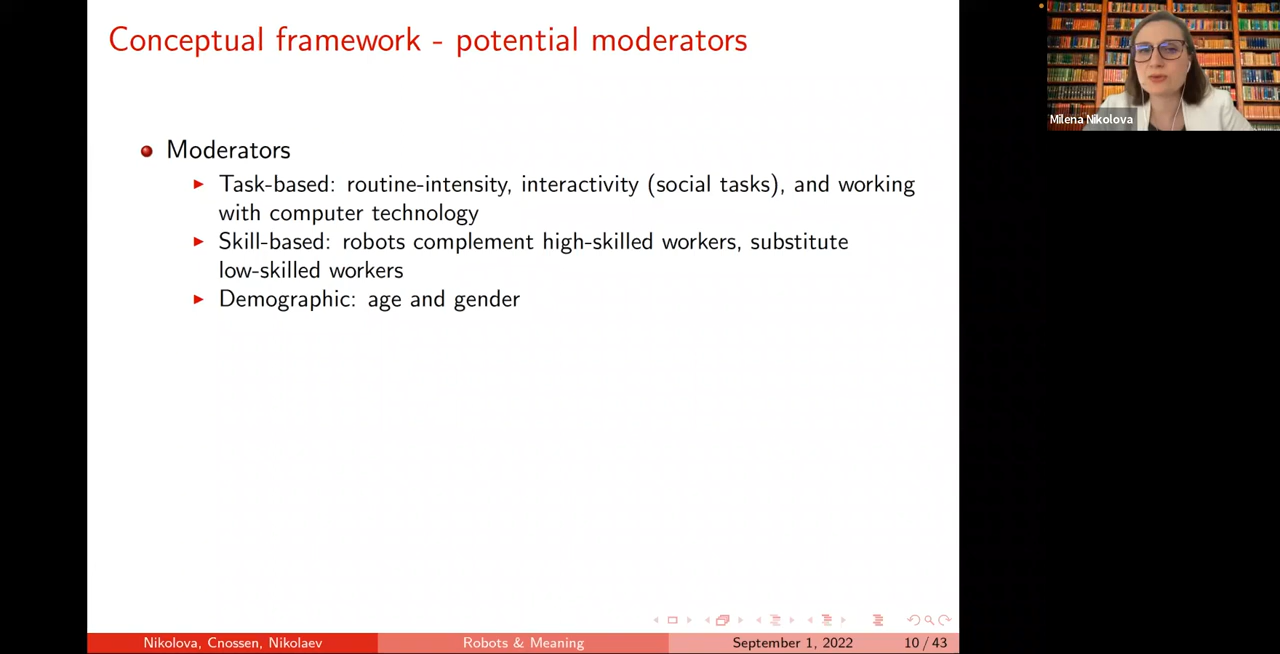 Conceptual framework - potential moderators
Milena Nikolova
Moderators
Task-based: routine-intensity, interactivity (social tasks), and working
with computer technology
Skill-based: robots complement high-skilled workers, substitute
low-skilled workers
Demographic: age and gender
Nikolova, Cnossen, Nikolaev
Robots & Meaning
September 1, 2022
10 / 43